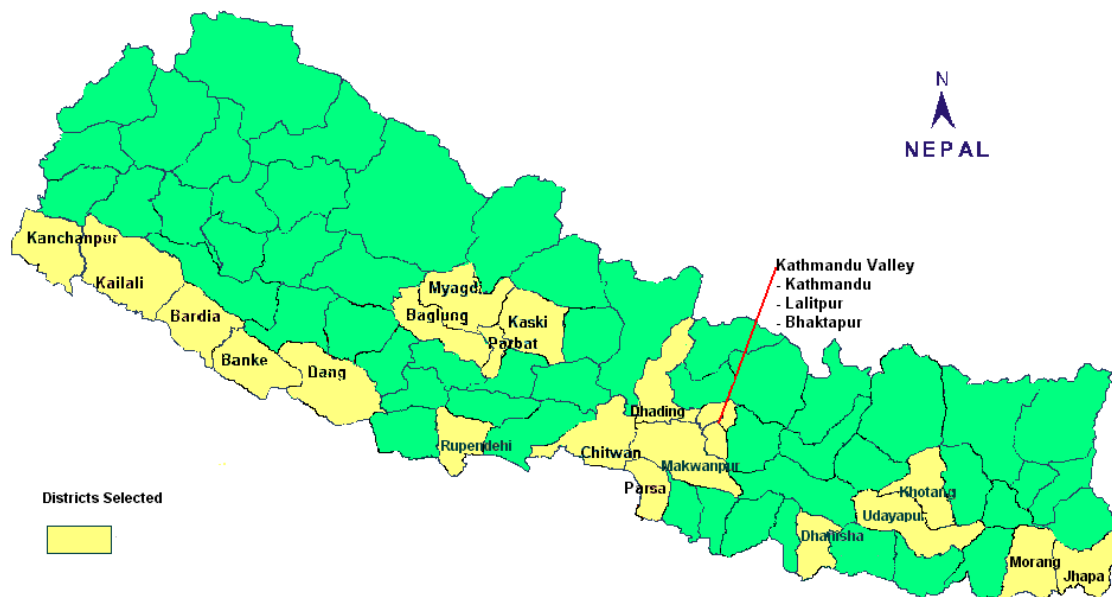 N
NEPAL
Kanchanpur
Kailali
Bardia
Banke
Dang
Myagdi
Baglung
Kaski
Parbat
Rupendehi
Kathmandu Valley
- Kathmandu
- Lalitpur
- Bhaktapur
Dhading
Chitwan
Makwanpur
Parsa
Khotang
Udayapur
Dhanusha
Morang
Jhapa
Districts Selected